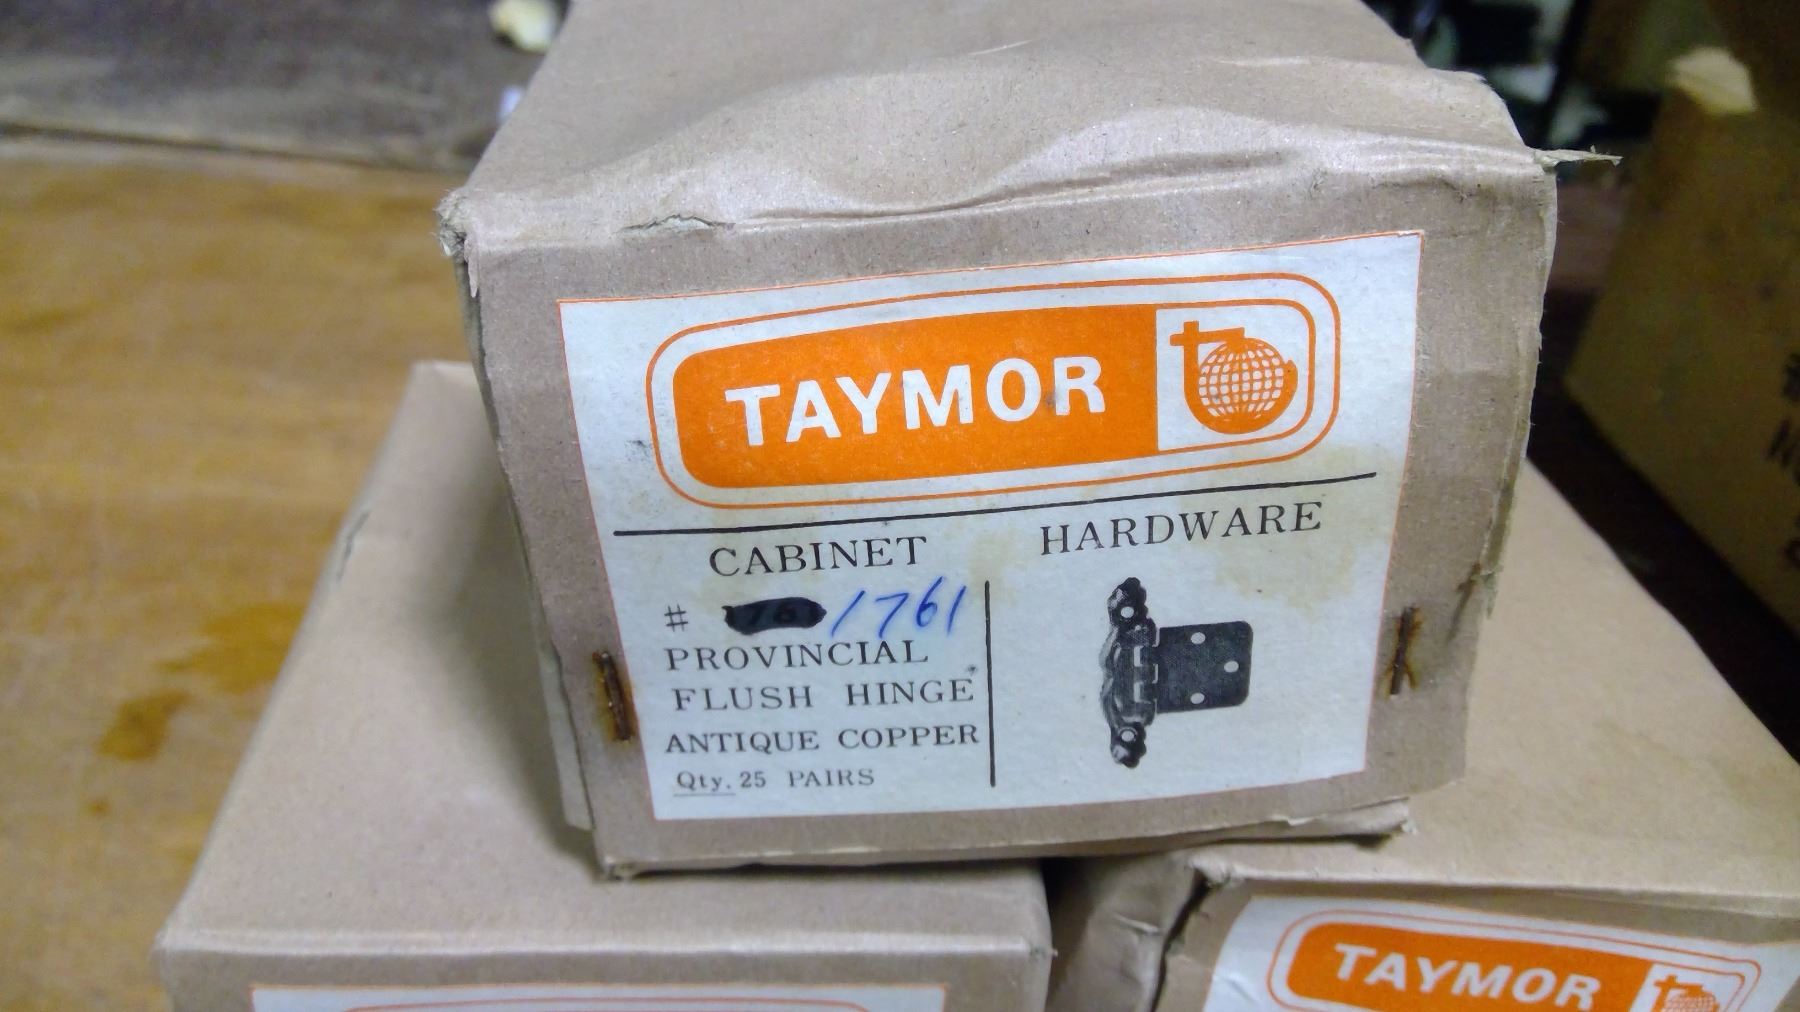 TAYMOR
CABINET HARDWARE
# 1761
PROVINCIAL
FLUSH HINGE
ANTIQUE COPPER
Qty. 25 PAIRS
TAYMOR